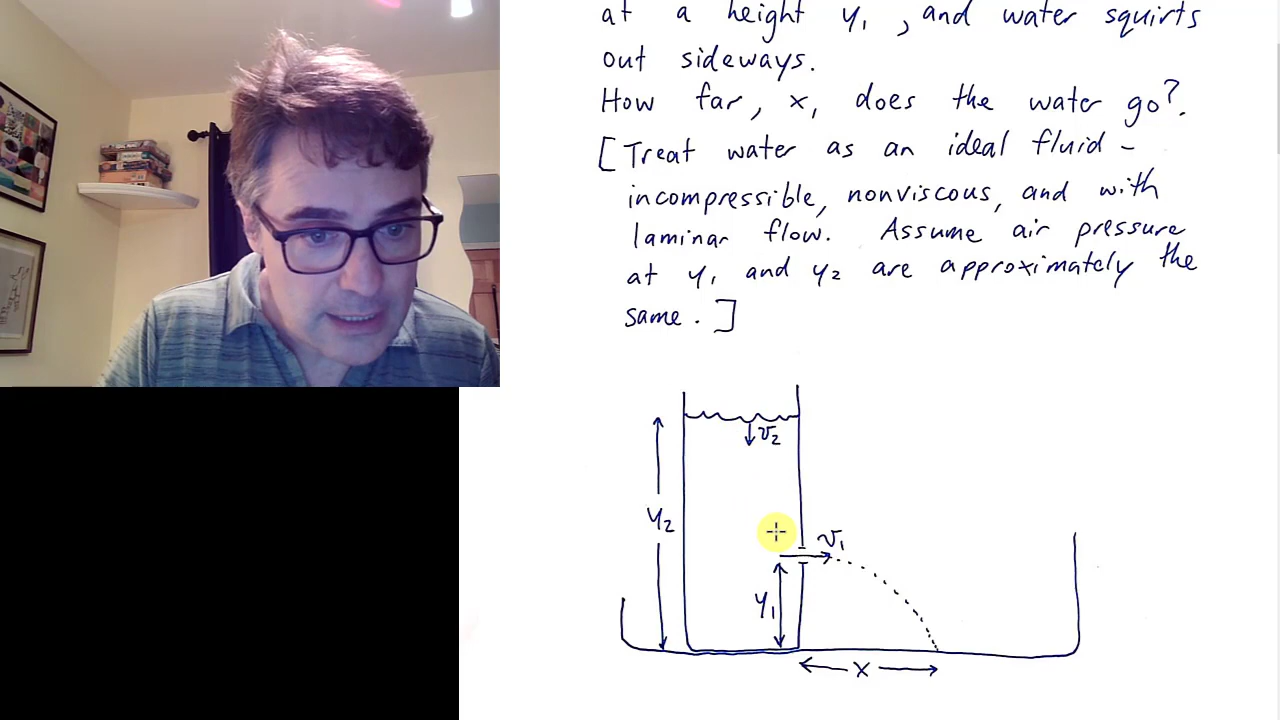 at a height y₁, and water squirts
out sideways.
How far, x, does the water go?
[Treat water as an ideal fluid -
incompressible, nonviscous, and with
laminar flow. Assume air pressure
at y₁ and y₂ are approximately the
same.]
v₂
y₂
v₁
y₁
x